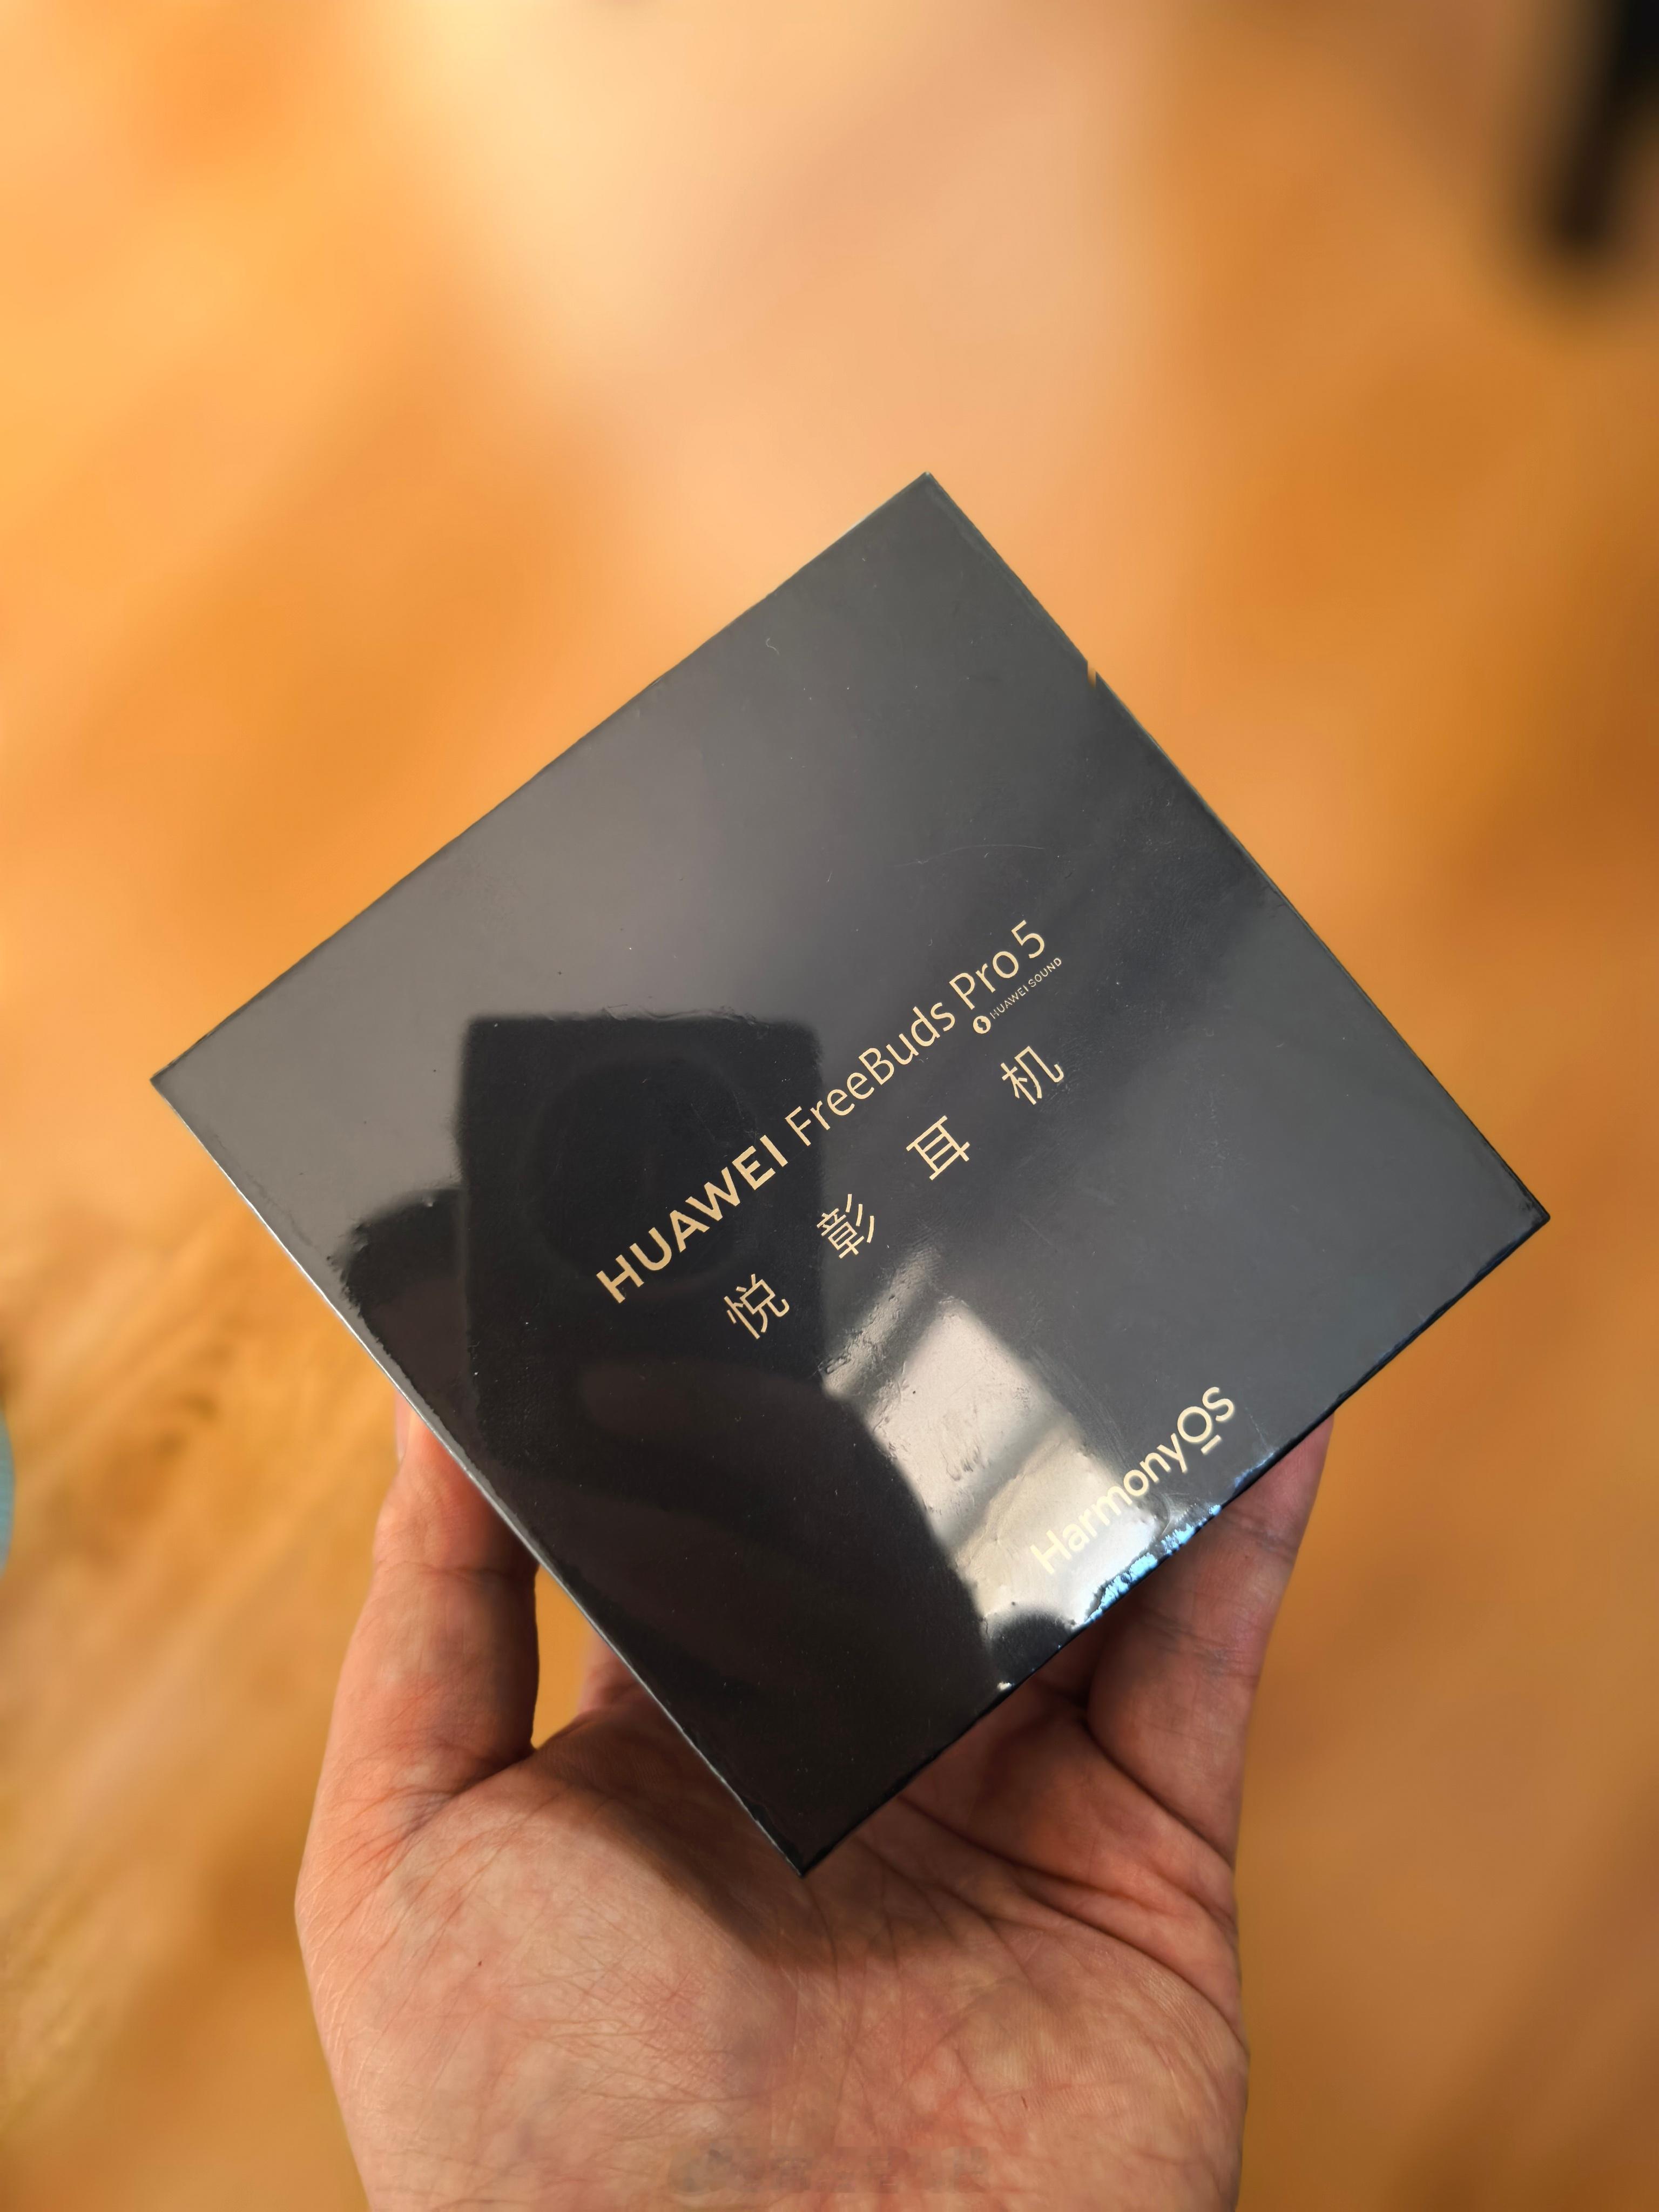 HUAWEI FreeBuds Pro 5
HUAWEI SOUND
悦彰耳机
HarmonyOS